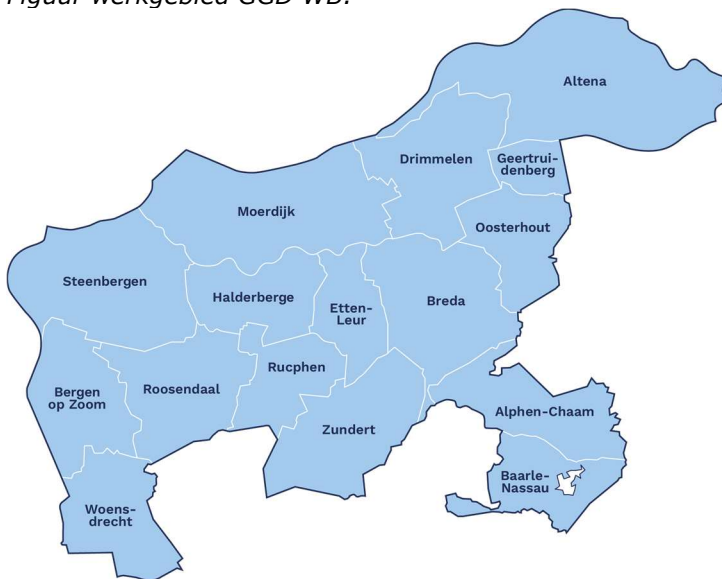 Figuur werkgebied GGD WB:
Altena
Drimmelen
Geertrui-
denberg
Moerdijk
Oosterhout
Steenbergen
Halderberge
Etten-
Leur
Breda
Rucphen
Bergen
op Zoom
Roosendaal
Zundert
Alphen-Chaam
Baarle-
Nassau
Woens-
drecht